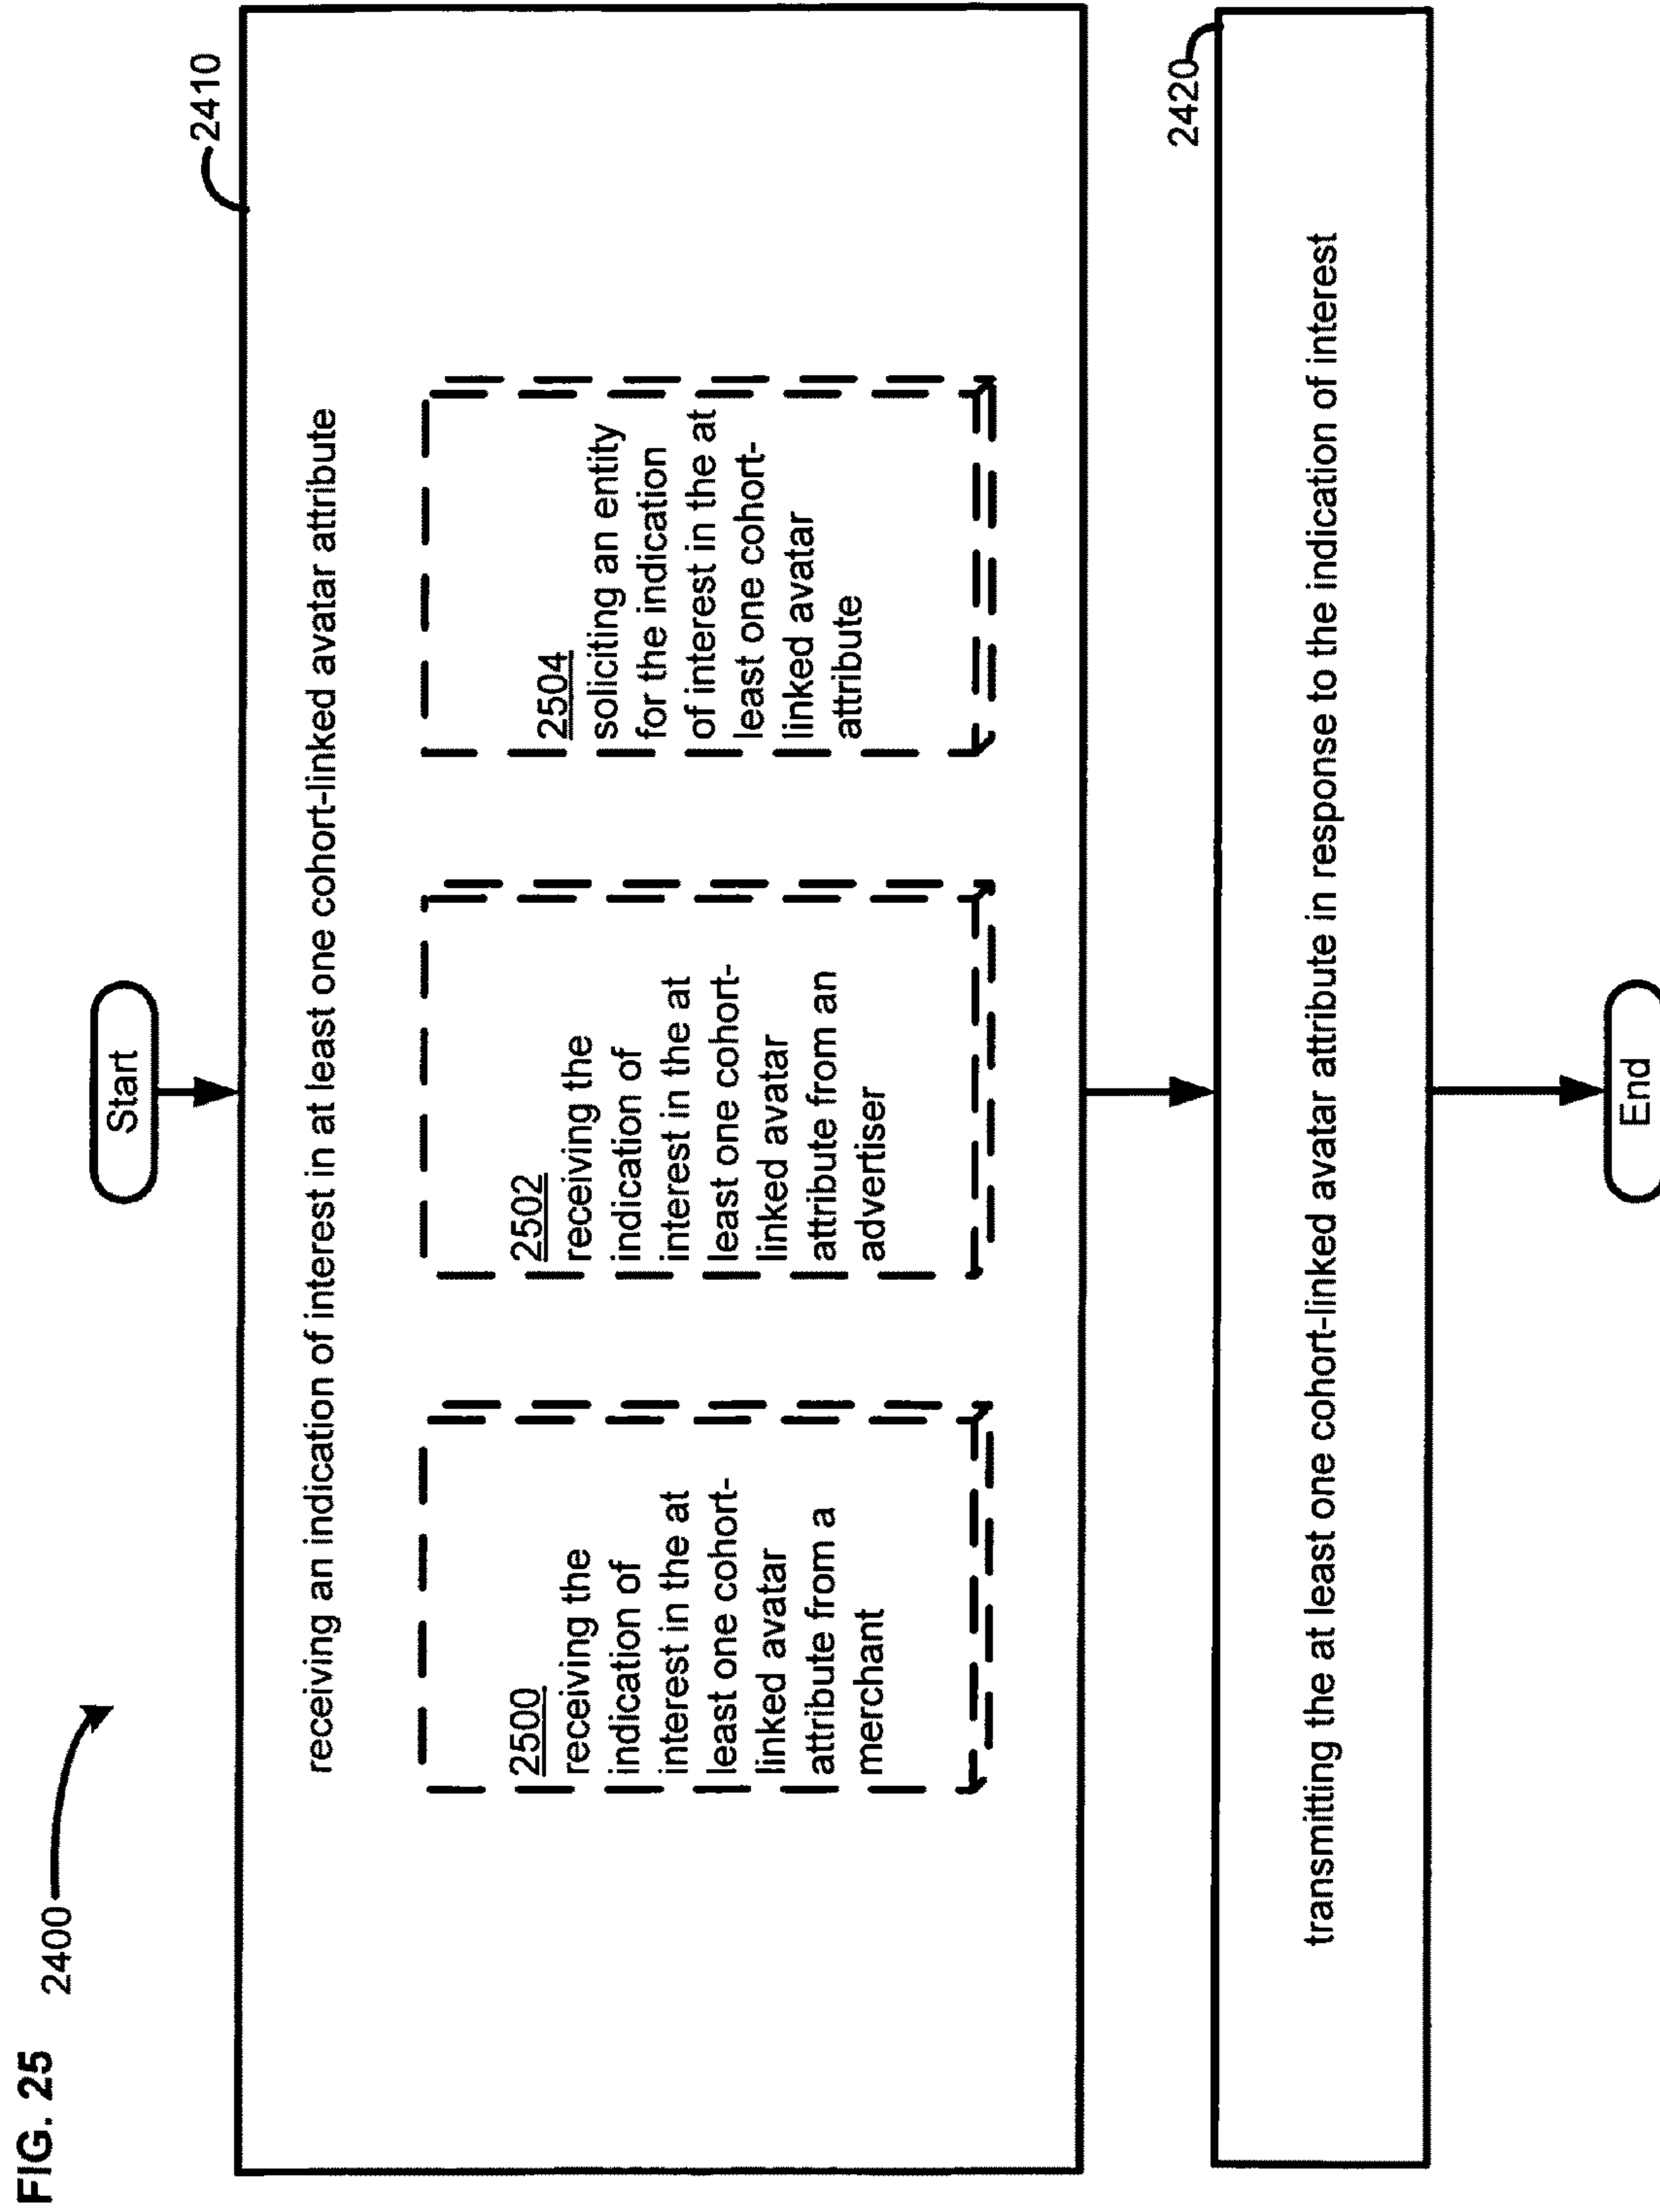 FIG. 25
2400
Start
2410
receiving an indication of interest in at least one cohort-linked avatar attribute
2500
receiving the
indication of
interest in the at
least one cohort-
linked avatar
attribute from a
merchant
2502
receiving the
indication of
interest in the at
least one cohort-
linked avatar
attribute from an
advertiser
2504
soliciting an entity
for the indication
of interest in the at
least one cohort-
linked avatar
attribute
2420
transmitting the at least one cohort-linked avatar attribute in response to the indication of interest
End